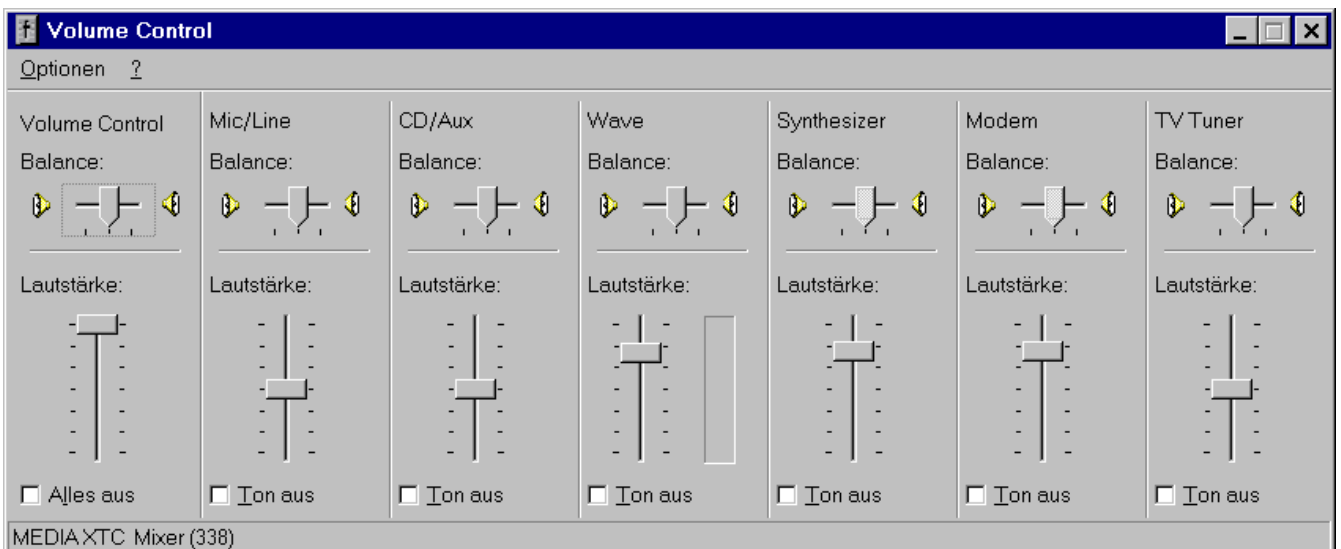 Volume Control
Optionen ?
Volume Control Mic/Line CD/Aux Wave Synthesizer Modem TV Tuner
Balance: Balance: Balance: Balance: Balance: Balance: Balance:
Lautstärke: Lautstärke: Lautstärke: Lautstärke: Lautstärke: Lautstärke: Lautstärke:
Alles aus Ton aus Ton aus Ton aus Ton aus Ton aus Ton aus
MEDIA XTC Mixer (338)